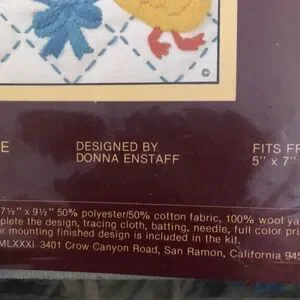 ©
E
DESIGNED BY
DONNA ENSTAFF
FITS FR
5" x 7"
7½" x 9½" 50% polyester/50% cotton fabric, 100% wool ya
plete the design, tracing cloth, batting, needle, full color pri
or mounting finished design is included in the kit.
MLXXXI 3401 Crow Canyon Road, San Ramon, California 945